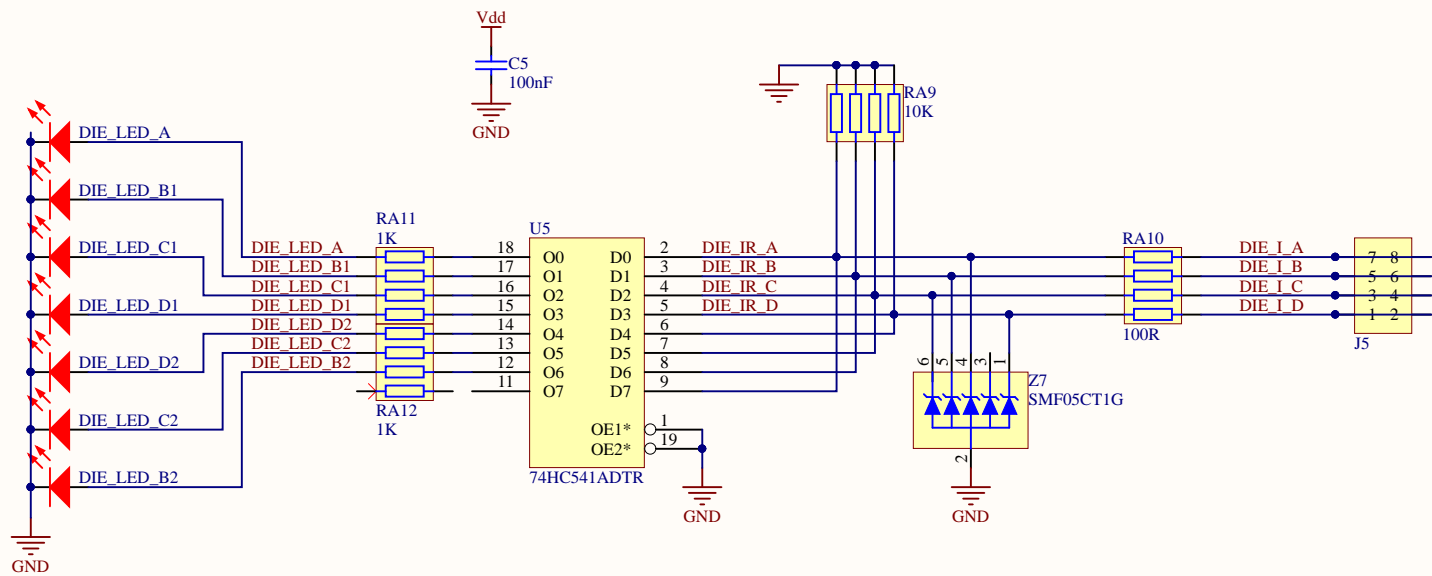 Vdd
C5
100nF
GND
RA9
10K
DIE_LED_A
DIE_LED_B1
DIE_LED_C1
DIE_LED_D1
DIE_LED_D2
DIE_LED_C2
DIE_LED_B2
GND
RA11
1K
DIE_LED_A
DIE_LED_B1
DIE_LED_C1
DIE_LED_D1
DIE_LED_D2
DIE_LED_C2
DIE_LED_B2
RA12
1K
U5
18 O0 D0 2
17 O1 D1 3
16 O2 D2 4
15 O3 D3 5
14 O4 D4 6
13 O5 D5 7
12 O6 D6 8
11 O7 D7 9
OE1* 1
OE2* 19
74HC541ADTR
GND
DIE_IR_A
DIE_IR_B
DIE_IR_C
DIE_IR_D
6 5 4 3 1
Z7
SMF05CT1G
2
GND
RA10
100R
DIE_I_A
DIE_I_B
DIE_I_C
DIE_I_D
7 8
5 6
3 4
1 2
J5